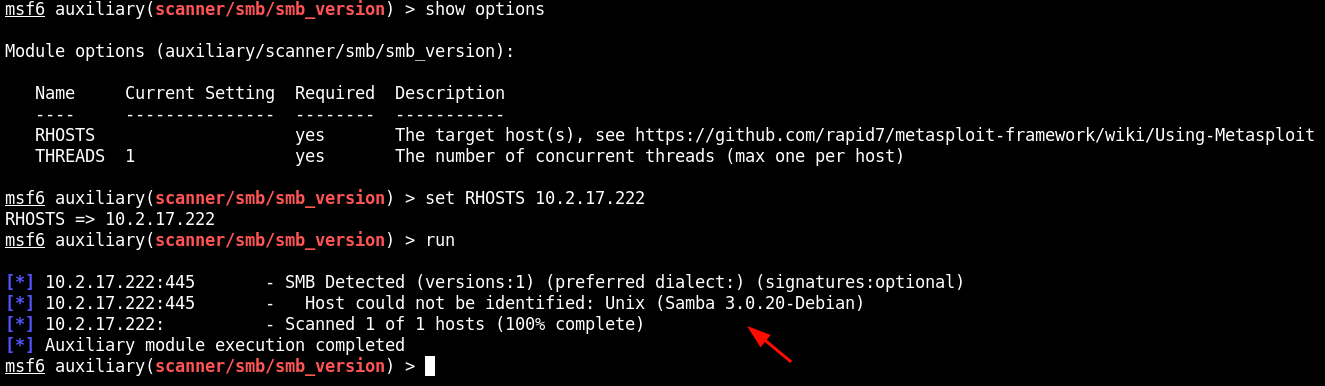 msf6 auxiliary(scanner/smb/smb_version) > show options
Module options (auxiliary/scanner/smb/smb_version):
Name     Current Setting  Required  Description
----     ---------------  --------  -----------
RHOSTS                    yes       The target host(s), see https://github.com/rapid7/metasploit-framework/wiki/Using-Metasploit
THREADS  1                yes       The number of concurrent threads (max one per host)
msf6 auxiliary(scanner/smb/smb_version) > set RHOSTS 10.2.17.222
RHOSTS => 10.2.17.222
msf6 auxiliary(scanner/smb/smb_version) > run
[*] 10.2.17.222:445       - SMB Detected (versions:1) (preferred dialect:) (signatures:optional)
[*] 10.2.17.222:445       -   Host could not be identified: Unix (Samba 3.0.20-Debian)
[*] 10.2.17.222:          - Scanned 1 of 1 hosts (100% complete)
[*] Auxiliary module execution completed
msf6 auxiliary(scanner/smb/smb_version) >